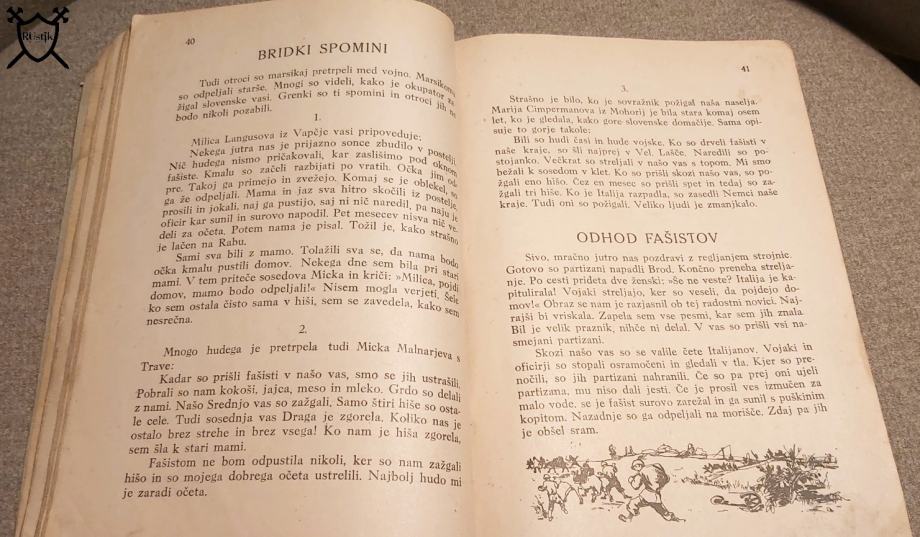 RUstik
40
BRIDKI SPOMINI
Tudi otroci so marsikaj pretrpeli med vojno. Marsikomu
so odpeljali starše. Mnogi so videli, kako je okupator za-
žigal slovenske vasi. Grenki so ti spomini in otroci jih ne
bodo nikoli pozabili.
1.
Milica Langusova iz Vapčje vasi pripoveduje:
Nekega jutra nas je prijazno sonce zbudilo v postelji.
Nič hudega nismo pričakovali, kar zaslišimo pod oknom
fašiste. Kmalu so začeli razbijati po vratih. Očka jim od-
pre. Takoj ga primejo in zvežejo. Komaj se je oblekel, so
ga že odpeljali. Mama in jaz sva hitro skočili iz postelje,
prosili in jokali, naj ga pustijo, saj ni nič naredil, pa naju je
oficir kar sunil in surovo napodil. Pet mesecev nisva nič ve-
deli za očeta. Potem nama je pisal. Tožil je, kako strašno
je lačen na Rabu.
Sami sva bili z mamo. Tolažili sva se, da nama bodo
očka kmalu pustili domov. Nekega dne sem bila pri stari
mami. V tem priteče sosedova Micka in kriči: »Milica, pojdi
domov, mamo bodo odpeljali!« Nisem mogla verjeti. Šele
ko sem ostala čisto sama v hiši, sem se zavedela, kako sem
nesrečna.
2.
Mnogo hudega je pretrpela tudi Micka Malnarjeva s
Trave:
Kadar so prišli fašisti v našo vas, smo se jih ustrašili.
Pobrali so nam kokoši, jajca, meso in mleko. Grdo so delali
z nami. Našo Srednjo vas so zažgali. Samo štiri hiše so osta-
le cele. Tudi sosednja vas Draga je zgorela. Koliko nas je
ostalo brez strehe in brez vsega! Ko nam je hiša zgorela,
sem šla k stari mami.
Fašistom ne bom odpustila nikoli, ker so nam zažgali
hišo in so mojega dobrega očeta ustrelili. Najbolj hudo mi
je zaradi očeta.
41
3.
Strašno je bilo, ko je sovražnik požigal naša naselja.
Marija Cimpermanova iz Mohorij je bila stara komaj osem
let, ko je gledala, kako gore slovenske domačije. Sama opi-
suje to gorje takole:
Bili so hudi časi in hude vojske. Ko so drveli fašisti v
naše kraje, so šli najprej v Vel. Lašče. Naredili so po-
stojanko. Večkrat so streljali v našo vas s topom. Mi smo
bežali k sosedom v klet. Ko so prišli skozi našo vas, so po-
žgali eno hišo. Čez en mesec so prišli spet in tedaj so za-
žgali tri hiše. Ko je Italija razpadla, so zasedli Nemci naše
kraje. Tudi oni so požigali. Veliko ljudi je zmanjkalo.
ODHOD FAŠISTOV
Sivo, mračno jutro nas pozdravi z regljanjem strojnie.
Gotovo so partizani napadli Brod. Končno preneha strelja-
nje. Po cesti prideta dve ženski: »Še ne veste? Italija je ka-
pitulirala! Vojaki streljajo, ker so veseli, da pojdejo do-
mov!« Obraz se nam je razjasnil ob tej radostni novici. Naj-
rajši bi vriskala. Zapela sem vse pesmi, kar sem jih znala
Bil je velik praznik, nihče ni delal. V vas so prišli vsi na-
smejani partizani.
Skozi našo vas so se valile čete Italijanov. Vojaki in
oficirji so stopali osramočeni in gledali v tla. Kjer so pre-
nočili, so jih partizani nahranili. Če so pa prej oni ujeli
partizana, mu niso dali jesti. Če je prosil ves izmučen za
malo vode, se je fašist surovo zarežal in ga sunil s puškinim
kopitom. Nazadnje so ga odpeljali na morišče. Zdaj pa jih
je obšel sram.